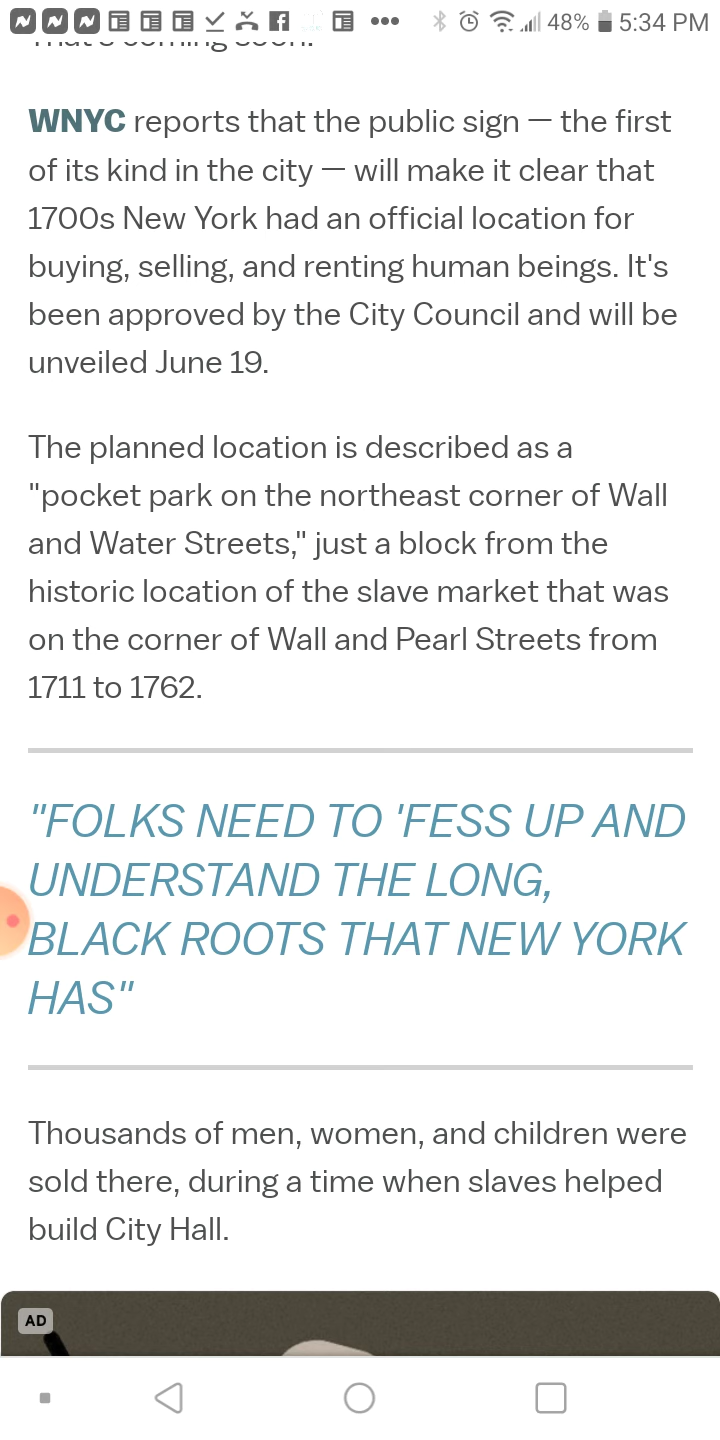 48% 5:34 PM
That's coming soon.
WNYC reports that the public sign — the first
of its kind in the city — will make it clear that
1700s New York had an official location for
buying, selling, and renting human beings. It's
been approved by the City Council and will be
unveiled June 19.
The planned location is described as a
"pocket park on the northeast corner of Wall
and Water Streets," just a block from the
historic location of the slave market that was
on the corner of Wall and Pearl Streets from
1711 to 1762.
"FOLKS NEED TO 'FESS UP AND
UNDERSTAND THE LONG,
BLACK ROOTS THAT NEW YORK
HAS"
Thousands of men, women, and children were
sold there, during a time when slaves helped
build City Hall.
AD